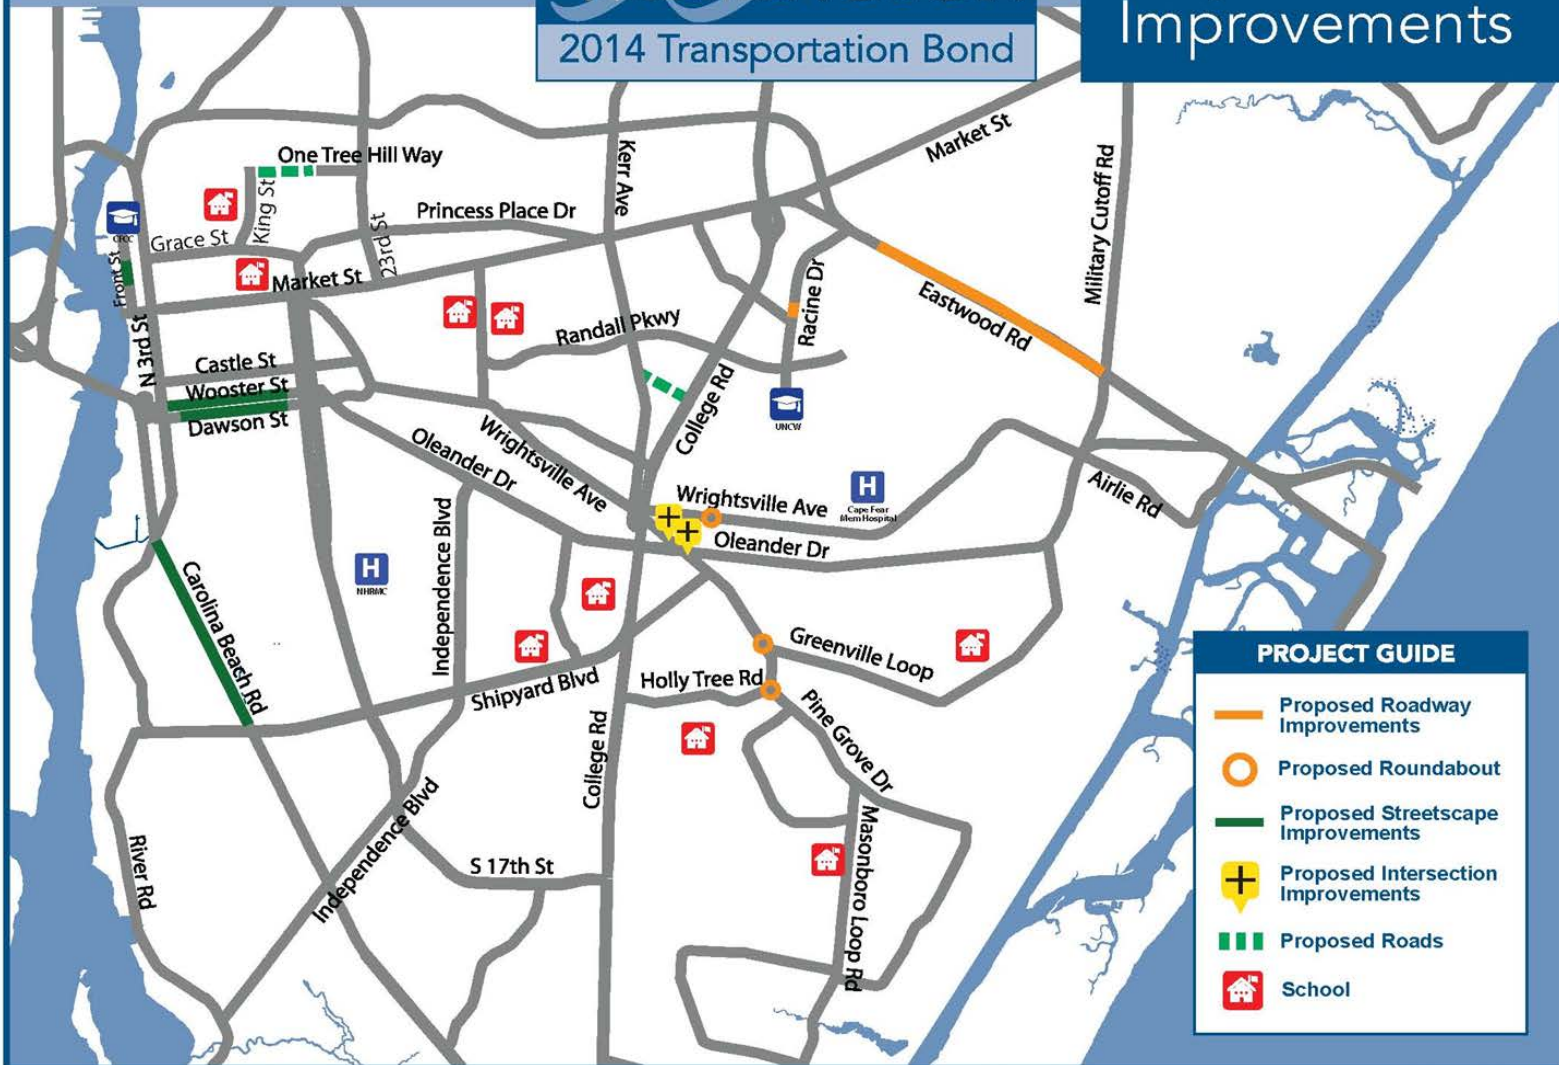 2014 Transportation Bond
Improvements
Market St
One Tree Hill Way
Kerr Ave
Military Cutoff Rd
King St
Princess Place Dr
23rd St
CFCC
Grace St
Front St
Market St
Racine Dr
Eastwood Rd
N 3rd St
Randall Pkwy
Castle St
Wooster St
Dawson St
College Rd
UNCW
Oleander Dr
Wrightsville Ave
Airlie Rd
Wrightsville Ave
Cape Fear
Mem Hospital
H
Oleander Dr
Independence Blvd
H
NHRMC
Carolina Beach Rd
Greenville Loop
Holly Tree Rd
Shipyard Blvd
Pine Grove Dr
College Rd
Independence Blvd
River Rd
S 17th St
Masonboro Loop Rd
PROJECT GUIDE
Proposed Roadway
Improvements
Proposed Roundabout
Proposed Streetscape
Improvements
Proposed Intersection
Improvements
Proposed Roads
School